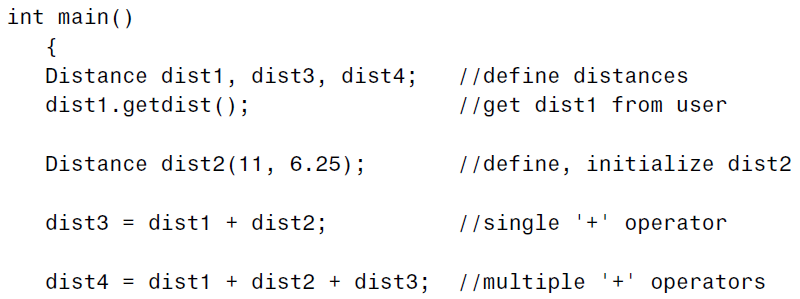 int main()
{
Distance dist1, dist3, dist4; //define distances
dist1.getdist(); //get dist1 from user
Distance dist2(11, 6.25); //define, initialize dist2
dist3 = dist1 + dist2; //single '+' operator
dist4 = dist1 + dist2 + dist3; //multiple '+' operators